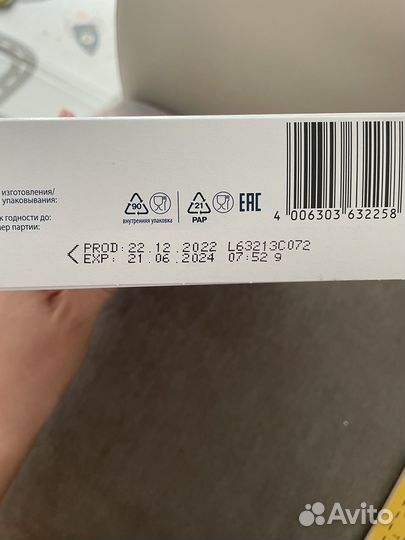 изготовления/
упаковывания:
к годности до:
ер партии:
90
внутренняя упаковка
21
PAP
EAC
4 006303 632258
PROD: 22.12.2022 L63213C072
EXP: 21.06.2024 07:52 9
Avito